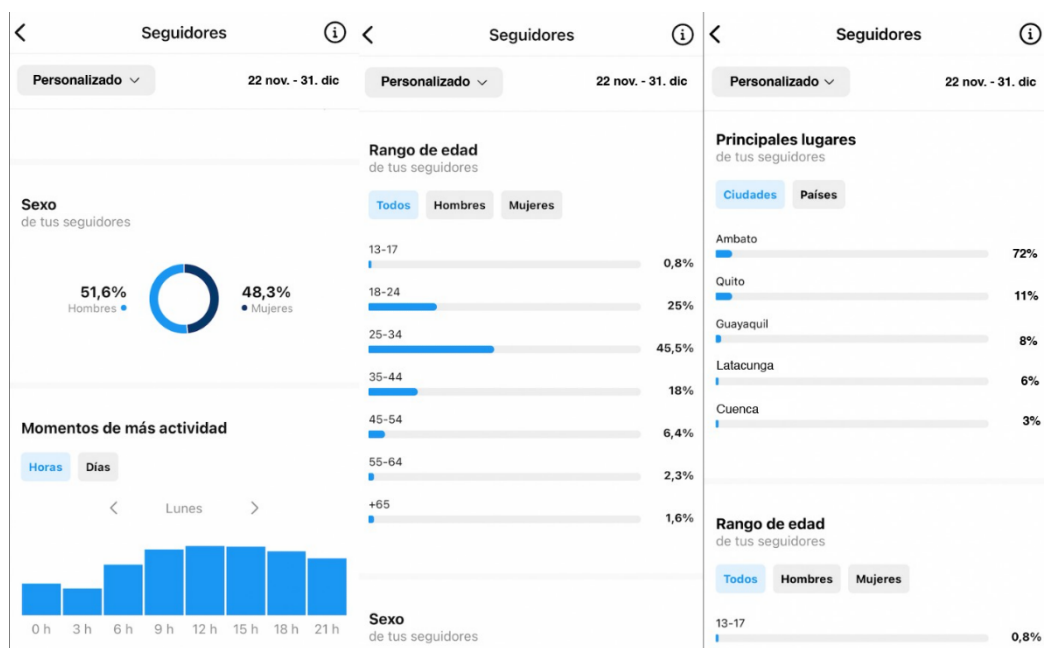 Seguidores
Personalizado
22 nov. - 31. dic
Sexo
de tus seguidores
51,6%
Hombres
48,3%
Mujeres
Momentos de más actividad
Horas Días
Lunes
0 h 3 h 6 h 9 h 12 h 15 h 18 h 21 h
Seguidores
Personalizado
22 nov. - 31. dic
Rango de edad
de tus seguidores
Todos Hombres Mujeres
13-17
0,8%
18-24
25%
25-34
45,5%
35-44
18%
45-54
6,4%
55-64
2,3%
+65
1,6%
Sexo
de tus seguidores
Seguidores
Personalizado
22 nov. - 31. dic
Principales lugares
de tus seguidores
Ciudades Países
Ambato
72%
Quito
11%
Guayaquil
8%
Latacunga
6%
Cuenca
3%
Rango de edad
de tus seguidores
Todos Hombres Mujeres
13-17
0,8%